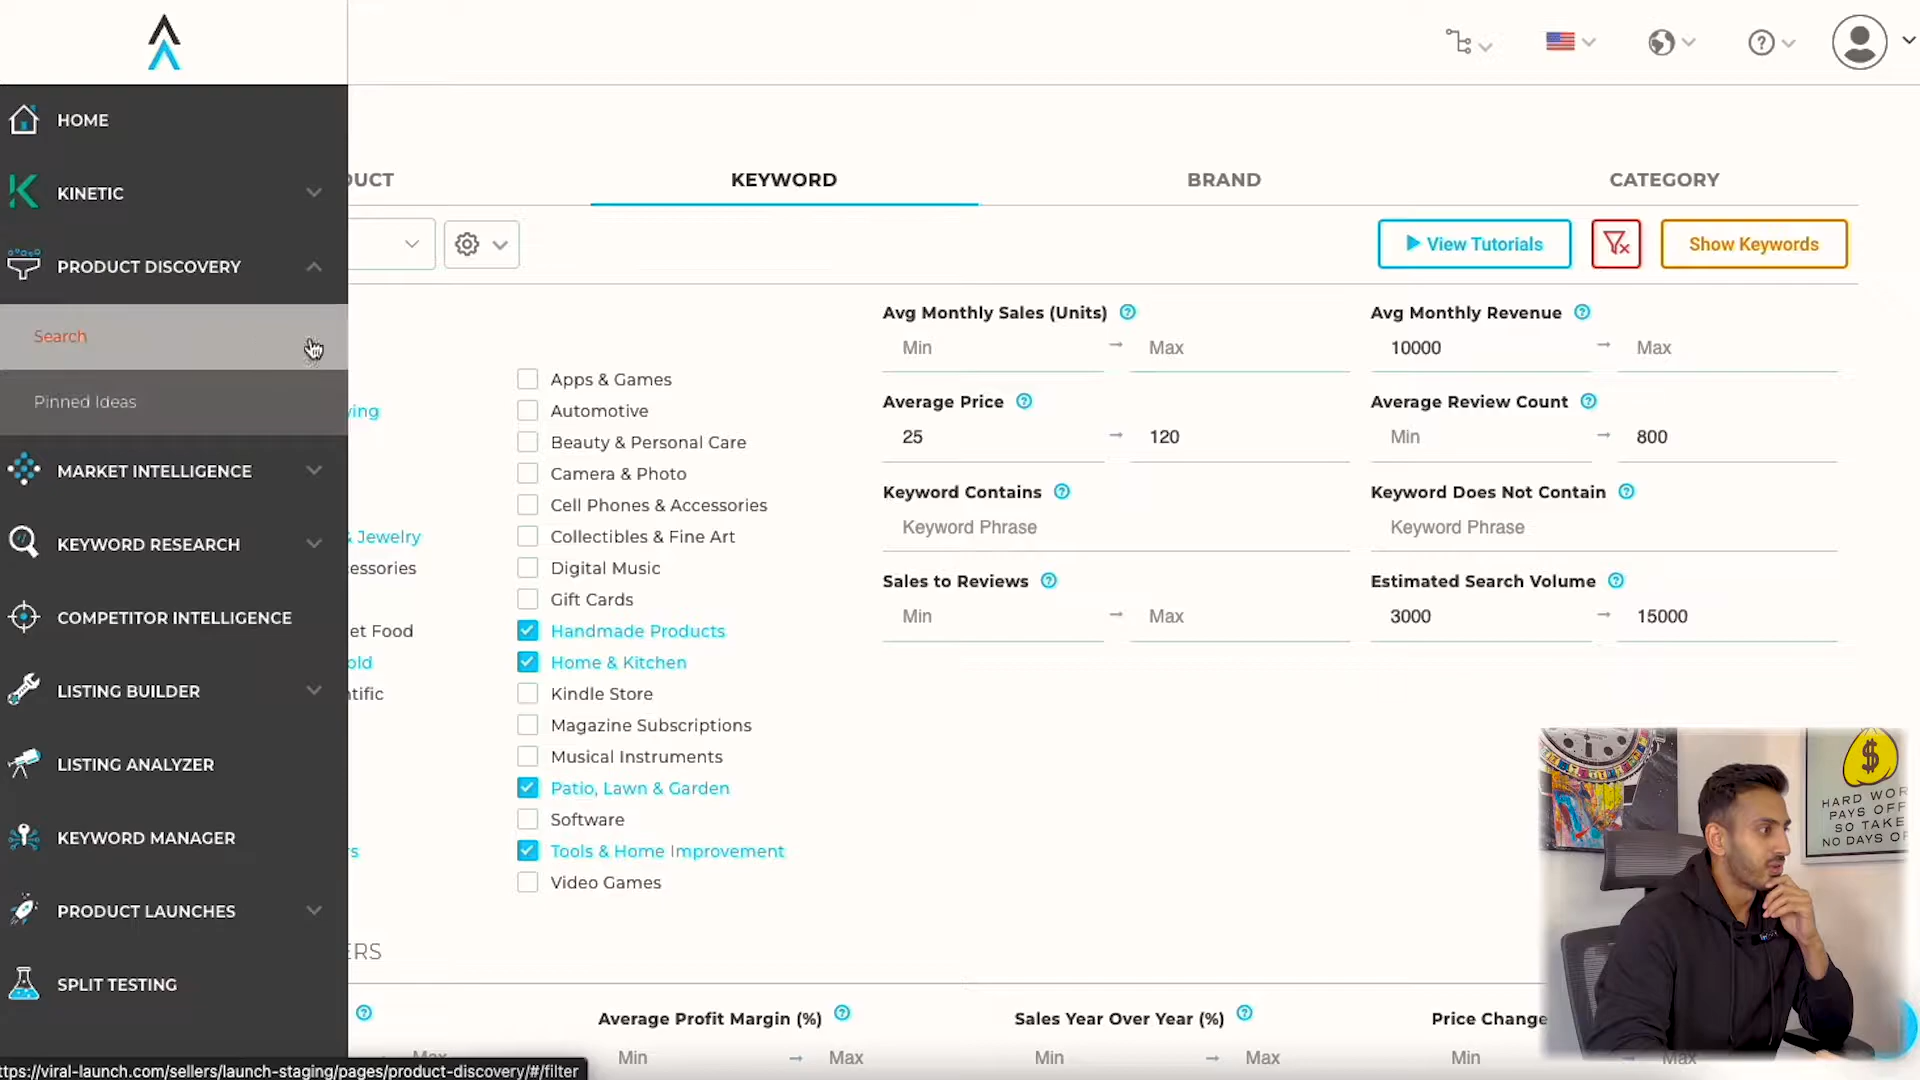 HOME
KINETIC
PRODUCT DISCOVERY
Search
Pinned Ideas
MARKET INTELLIGENCE
KEYWORD RESEARCH
COMPETITOR INTELLIGENCE
LISTING BUILDER
LISTING ANALYZER
KEYWORD MANAGER
PRODUCT LAUNCHES
SPLIT TESTING
DUCT
KEYWORD
BRAND
CATEGORY
View Tutorials
Show Keywords
& Jewelry
et Food
Apps & Games
Automotive
Beauty & Personal Care
Camera & Photo
Cell Phones & Accessories
Collectibles & Fine Art
Digital Music
Gift Cards
Handmade Products
Home & Kitchen
Kindle Store
Magazine Subscriptions
Musical Instruments
Patio, Lawn & Garden
Software
Tools & Home Improvement
Video Games
Avg Monthly Sales (Units)
Min → Max
Avg Monthly Revenue
10000 → Max
Average Price
25 → 120
Average Review Count
Min → 800
Keyword Contains
Keyword Phrase
Keyword Does Not Contain
Keyword Phrase
Sales to Reviews
Min → Max
Estimated Search Volume
3000 → 15000
ERS
Average Profit Margin (%)
Sales Year Over Year (%)
Price Change
Max
Min → Max
Min → Max
Min
Max
ttps://viral-launch.com/sellers/launch-staging/pages/product-discovery/#/filter
$
HARD WOR
PAYS OFF
SO TAKE
NO DAYS O